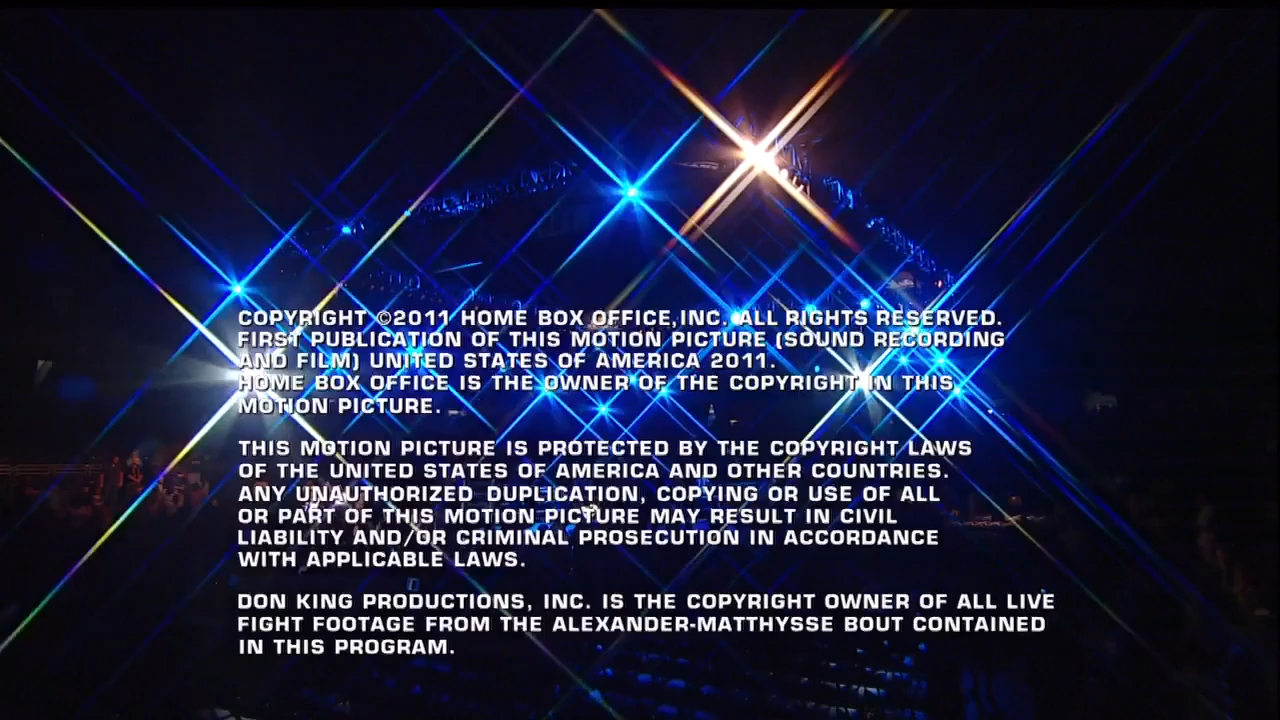 COPYRIGHT ©2011 HOME BOX OFFICE, INC. ALL RIGHTS RESERVED.
FIRST PUBLICATION OF THIS MOTION PICTURE (SOUND RECORDING
AND FILM) UNITED STATES OF AMERICA 2011.
HOME BOX OFFICE IS THE OWNER OF THE COPYRIGHT IN THIS
MOTION PICTURE.
THIS MOTION PICTURE IS PROTECTED BY THE COPYRIGHT LAWS
OF THE UNITED STATES OF AMERICA AND OTHER COUNTRIES.
ANY UNAUTHORIZED DUPLICATION, COPYING OR USE OF ALL
OR PART OF THIS MOTION PICTURE MAY RESULT IN CIVIL
LIABILITY AND/OR CRIMINAL PROSECUTION IN ACCORDANCE
WITH APPLICABLE LAWS.
DON KING PRODUCTIONS, INC. IS THE COPYRIGHT OWNER OF ALL LIVE
FIGHT FOOTAGE FROM THE ALEXANDER-MATTHYSSE BOUT CONTAINED
IN THIS PROGRAM.